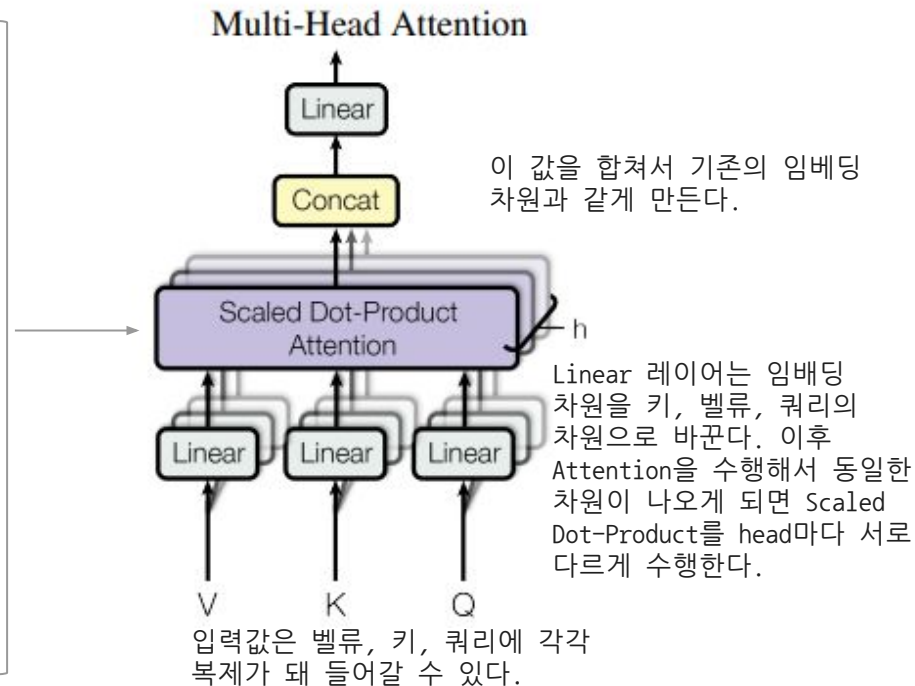 Multi-Head Attention
Linear
Concat
이 값을 합쳐서 기존의 임베딩
차원과 같게 만든다.
Scaled Dot-Product
Attention
h
Linear 레이어는 임배딩
차원을 키, 벨류, 쿼리의
차원으로 바꾼다. 이후
Attention을 수행해서 동일한
차원이 나오게 되면 Scaled
Dot-Product를 head마다 서로
다르게 수행한다.
Linear
Linear
Linear
V
K
Q
입력값은 벨류, 키, 쿼리에 각각
복제가 돼 들어갈 수 있다.